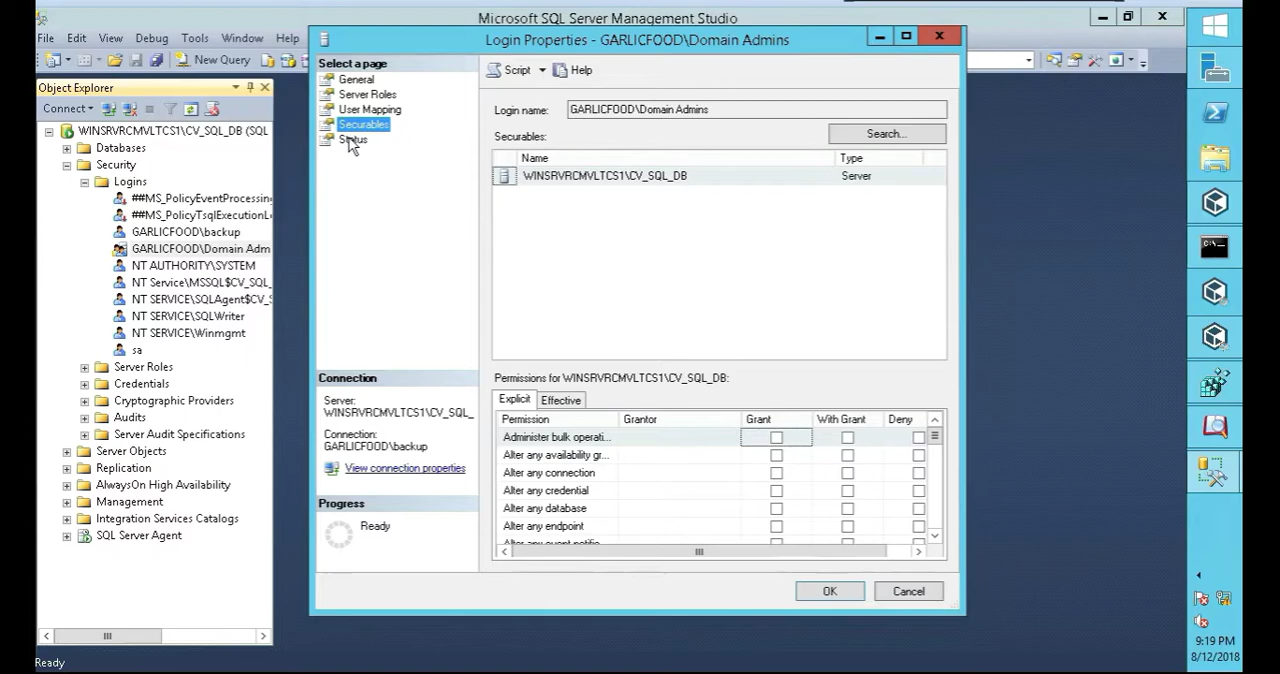 Microsoft SQL Server Management Studio
File Edit View Debug Tools Window Help
New Query
Object Explorer
Connect
WINSRVRCMVLTCS1\CV_SQL_DB (SQL
Databases
Security
Logins
##MS_PolicyEventProcessing
##MS_PolicyTsqlExecutionL
GARLICFOOD\backup
GARLICFOOD\Domain Adm
NT AUTHORITY\SYSTEM
NT Service\MSSQL$CV_SQL_
NT SERVICE\SQLAgent$CV_S
NT SERVICE\SQLWriter
NT SERVICE\Winmgmt
sa
Server Roles
Credentials
Cryptographic Providers
Audits
Server Audit Specifications
Server Objects
Replication
AlwaysOn High Availability
Management
Integration Services Catalogs
SQL Server Agent
Ready
Login Properties - GARLICFOOD\Domain Admins
Select a page
General
Server Roles
User Mapping
Securables
Status
Connection
Server:
WINSRVRCMVLTCS1\CV_SQL_
Connection:
GARLICFOOD\backup
View connection properties
Progress
Ready
Script Help
Login name: GARLICFOOD\Domain Admins
Securables: Search...
Name Type
WINSRVRCMVLTCS1\CV_SQL_DB Server
Permissions for WINSRVRCMVLTCS1\CV_SQL_DB:
Explicit Effective
Permission Grantor Grant With Grant Deny
Administer bulk operati...
Alter any availability gr...
Alter any connection
Alter any credential
Alter any database
Alter any endpoint
Alter any event notific...
OK Cancel
9:19 PM
8/12/2018